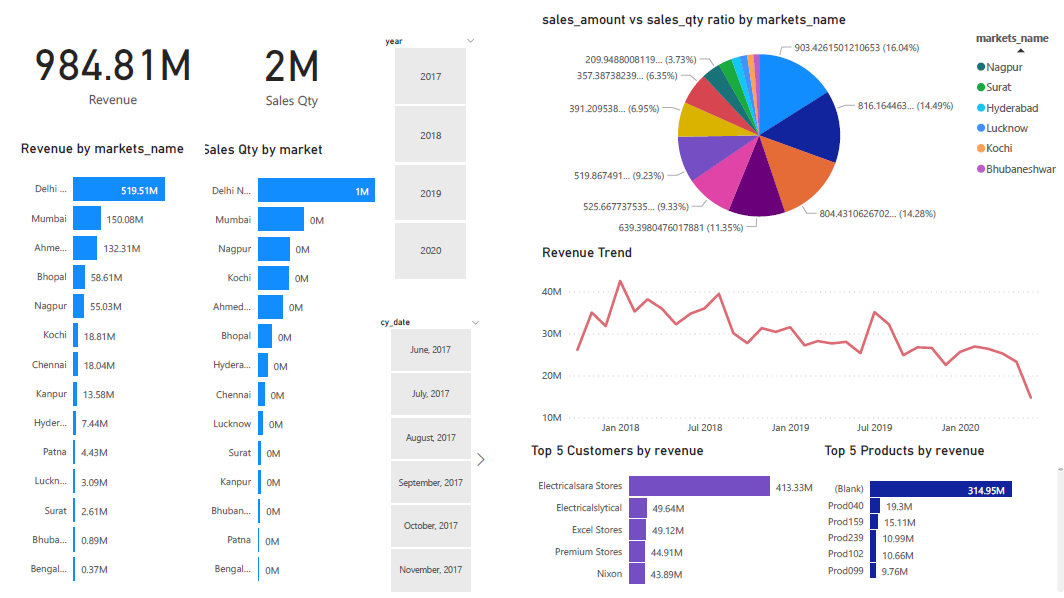 984.81M
Revenue
2M
Sales Qty
Revenue by markets_name
Delhi ...
519.51M
Mumbai
150.08M
Ahme...
132.31M
Bhopal
58.61M
Nagpur
55.03M
Kochi
18.81M
Chennai
18.04M
Kanpur
13.58M
Hyder...
7.44M
Patna
4.43M
Luckn...
3.09M
Surat
2.61M
Bhuba...
0.89M
Bengal...
0.37M
Sales Qty by market
Delhi N...
1M
Mumbai
0M
Nagpur
0M
Kochi
0M
Ahmed...
0M
Bhopal
0M
Hydera...
0M
Chennai
0M
Lucknow
0M
Surat
0M
Kanpur
0M
Bhuban...
0M
Patna
0M
Bengal...
0M
year
2017
2018
2019
2020
cy_date
June, 2017
July, 2017
August, 2017
September, 2017
October, 2017
November, 2017
sales_amount vs sales_qty ratio by markets_name
903.4261501210653 (16.04%)
816.164463... (14.49%)
804.4310626702... (14.28%)
639.3980476017881 (11.35%)
525.667737535... (9.33%)
519.867491... (9.23%)
391.209538... (6.95%)
357.38738239... (6.35%)
209.9488008119... (3.73%)
markets_name
Nagpur
Surat
Hyderabad
Lucknow
Kochi
Bhubaneshwar
Revenue Trend
40M
30M
20M
10M
Jan 2018
Jul 2018
Jan 2019
Jul 2019
Jan 2020
Top 5 Customers by revenue
Electricalsara Stores
413.33M
Electricalslytical
49.64M
Excel Stores
49.12M
Premium Stores
44.91M
Nixon
43.89M
Top 5 Products by revenue
(Blank)
314.95M
Prod040
19.3M
Prod159
15.11M
Prod239
10.99M
Prod102
10.66M
Prod099
9.76M